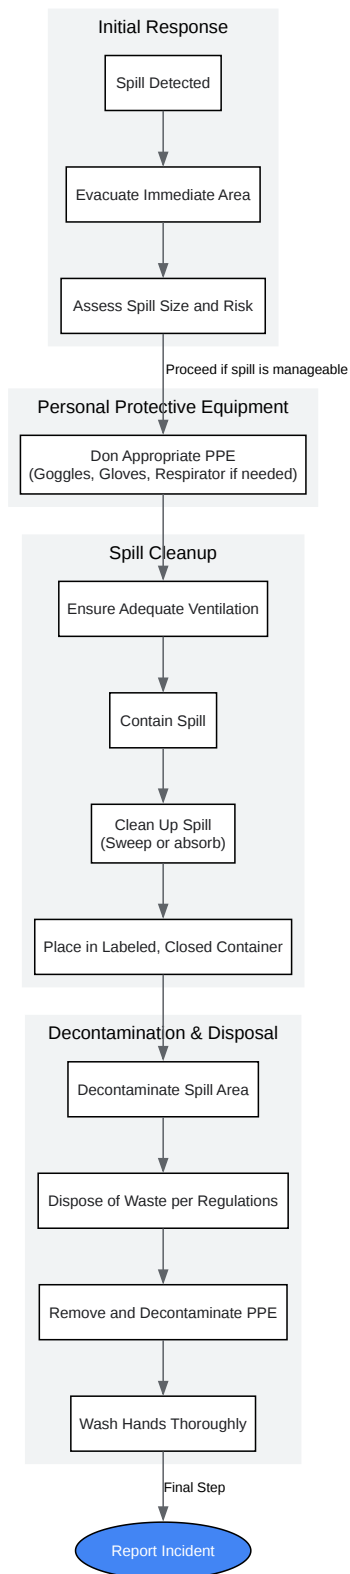 Initial Response
Spill Detected
Evacuate Immediate Area
Assess Spill Size and Risk
Proceed if spill is manageable
Personal Protective Equipment
Don Appropriate PPE
(Goggles, Gloves, Respirator if needed)
Spill Cleanup
Ensure Adequate Ventilation
Contain Spill
Clean Up Spill
(Sweep or absorb)
Place in Labeled, Closed Container
Decontamination & Disposal
Decontaminate Spill Area
Dispose of Waste per Regulations
Remove and Decontaminate PPE
Wash Hands Thoroughly
Final Step
Report Incident